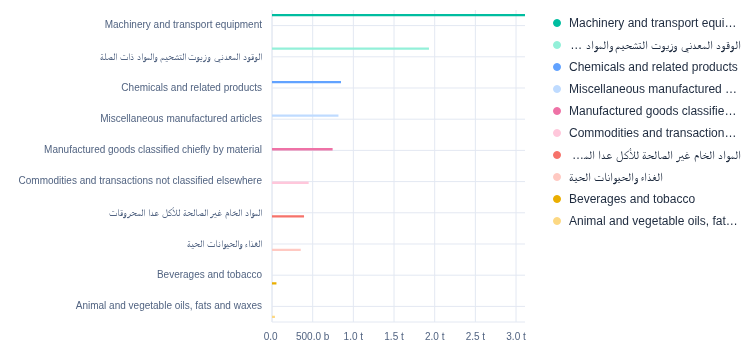 Machinery and transport equipment
الوقود المعدني وزيوت التشحيم والمواد ذات الصلة
Chemicals and related products
Miscellaneous manufactured articles
Manufactured goods classified chiefly by material
Commodities and transactions not classified elsewhere
المواد الخام غير الصالحة للأكل عدا المحروقات
الغذاء والحيوانات الحية
Beverages and tobacco
Animal and vegetable oils, fats and waxes
0.0 500.0 b 1.0 t 1.5 t 2.0 t 2.5 t 3.0 t
Machinery and transport equi...
الوقود المعدني وزيوت التشحيم والمواد ...
Chemicals and related products
Miscellaneous manufactured ...
Manufactured goods classifie...
Commodities and transaction...
المواد الخام غير الصالحة للأكل عدا المـ...
الغذاء والحيوانات الحية
Beverages and tobacco
Animal and vegetable oils, fat...